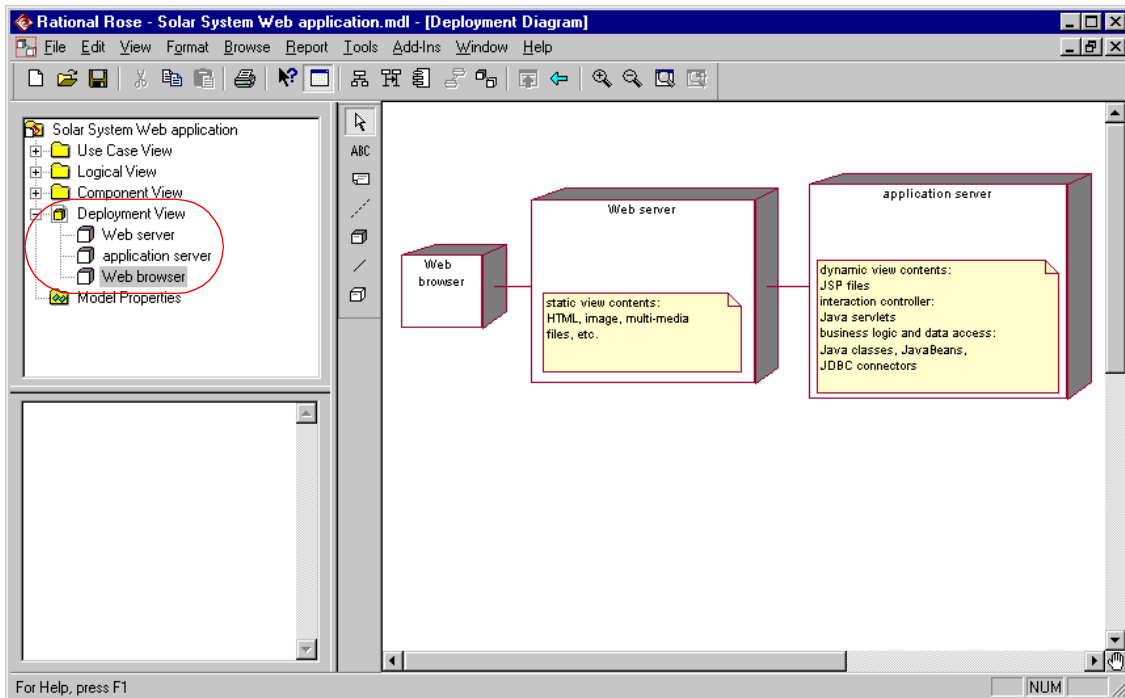 Rational Rose - Solar System Web application.mdl - [Deployment Diagram]
File Edit View Format Browse Report Tools Add-Ins Window Help
Solar System Web application
Use Case View
Logical View
Component View
Deployment View
Web server
application server
Web browser
Model Properties
ABC
Web
browser
Web server
static view contents:
HTML, image, multi-media
files, etc.
application server
dynamic view contents:
JSP files
interaction controller:
Java servlets
business logic and data access:
Java classes, JavaBeans,
JDBC connectors
For Help, press F1
NUM